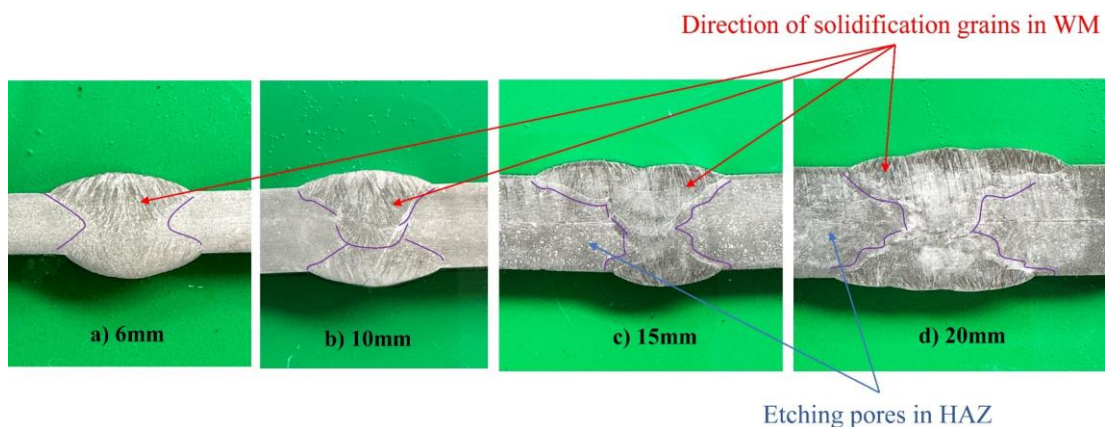 Direction of solidification grains in WM
a) 6mm
b) 10mm
c) 15mm
d) 20mm
Etching pores in HAZ